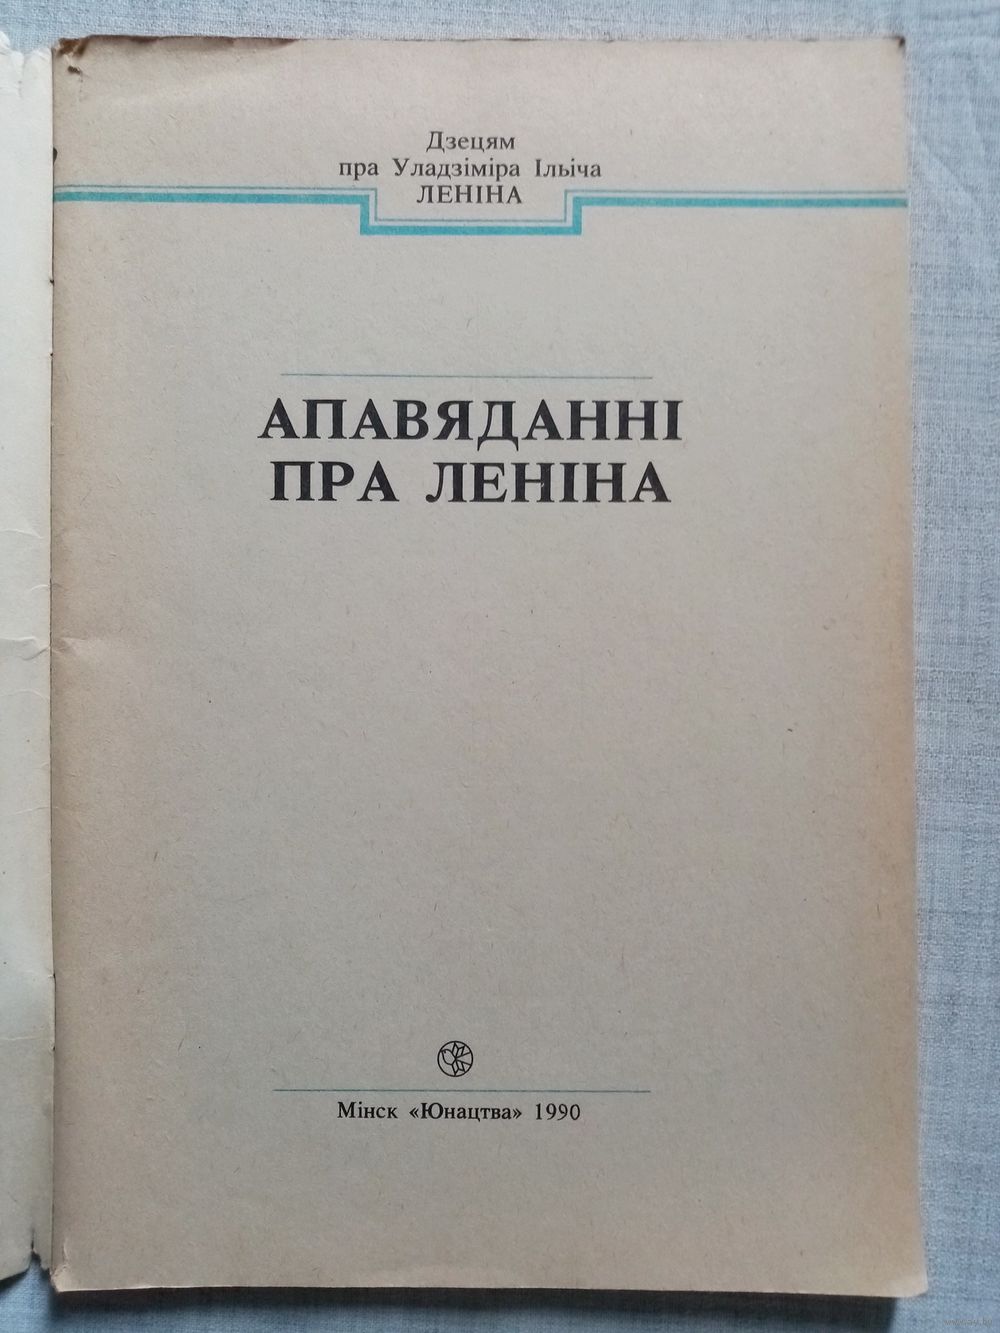 Дзецям
пра Уладзіміра Ільіча
ЛЕНІНА
АПАВЯДАННІ
ПРА ЛЕНІНА
Мінск «Юнацтва» 1990